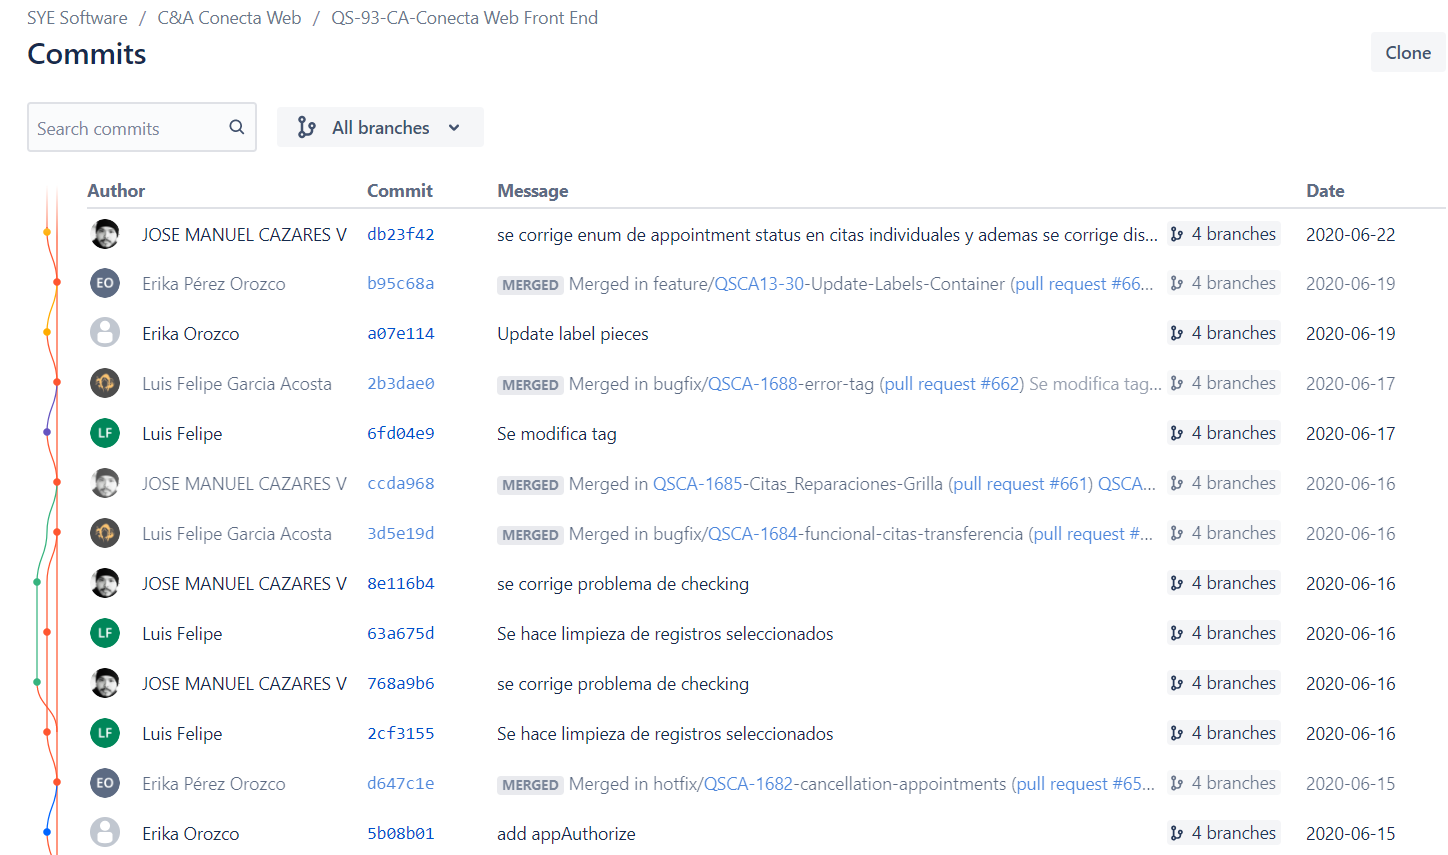 SYE Software / C&A Conecta Web / QS-93-CA-Conecta Web Front End
Commits
Clone
Search commits
All branches
Author Commit Message Date
JOSE MANUEL CAZARES V db23f42 se corrige enum de appointment status en citas individuales y ademas se corrige dis... 4 branches 2020-06-22
EO Erika Pérez Orozco b95c68a MERGED Merged in feature/QSCA13-30-Update-Labels-Container (pull request #66... 4 branches 2020-06-19
Erika Orozco a07e114 Update label pieces 4 branches 2020-06-19
Luis Felipe Garcia Acosta 2b3dae0 MERGED Merged in bugfix/QSCA-1688-error-tag (pull request #662) Se modifica tag... 4 branches 2020-06-17
LF Luis Felipe 6fd04e9 Se modifica tag 4 branches 2020-06-17
JOSE MANUEL CAZARES V ccda968 MERGED Merged in QSCA-1685-Citas_Reparaciones-Grilla (pull request #661) QSCA... 4 branches 2020-06-16
Luis Felipe Garcia Acosta 3d5e19d MERGED Merged in bugfix/QSCA-1684-funcional-citas-transferencia (pull request #... 4 branches 2020-06-16
JOSE MANUEL CAZARES V 8e116b4 se corrige problema de checking 4 branches 2020-06-16
LF Luis Felipe 63a675d Se hace limpieza de registros seleccionados 4 branches 2020-06-16
JOSE MANUEL CAZARES V 768a9b6 se corrige problema de checking 4 branches 2020-06-16
LF Luis Felipe 2cf3155 Se hace limpieza de registros seleccionados 4 branches 2020-06-16
EO Erika Pérez Orozco d647c1e MERGED Merged in hotfix/QSCA-1682-cancellation-appointments (pull request #65... 4 branches 2020-06-15
Erika Orozco 5b08b01 add appAuthorize 4 branches 2020-06-15